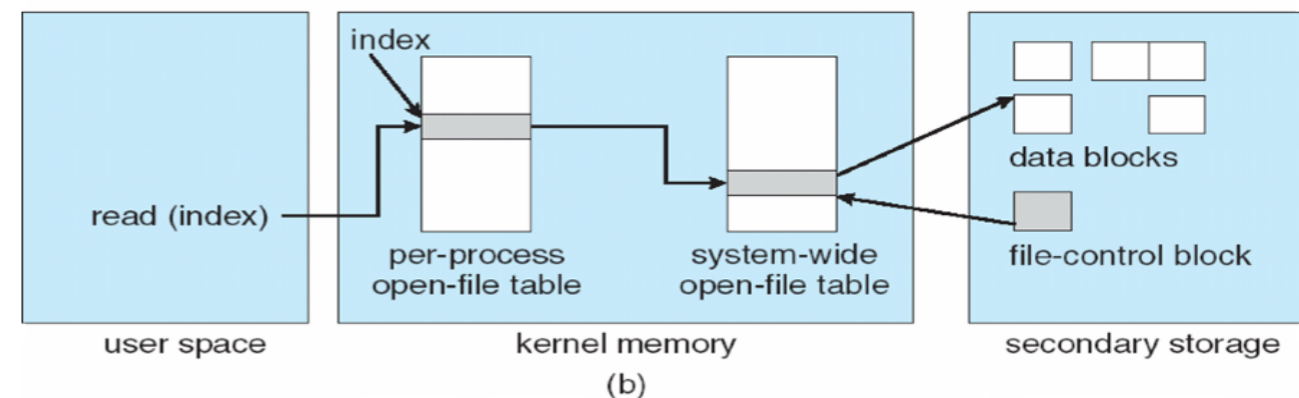 index
read (index)
per-process
open-file table
system-wide
open-file table
data blocks
file-control block
user space
kernel memory
secondary storage
(b)